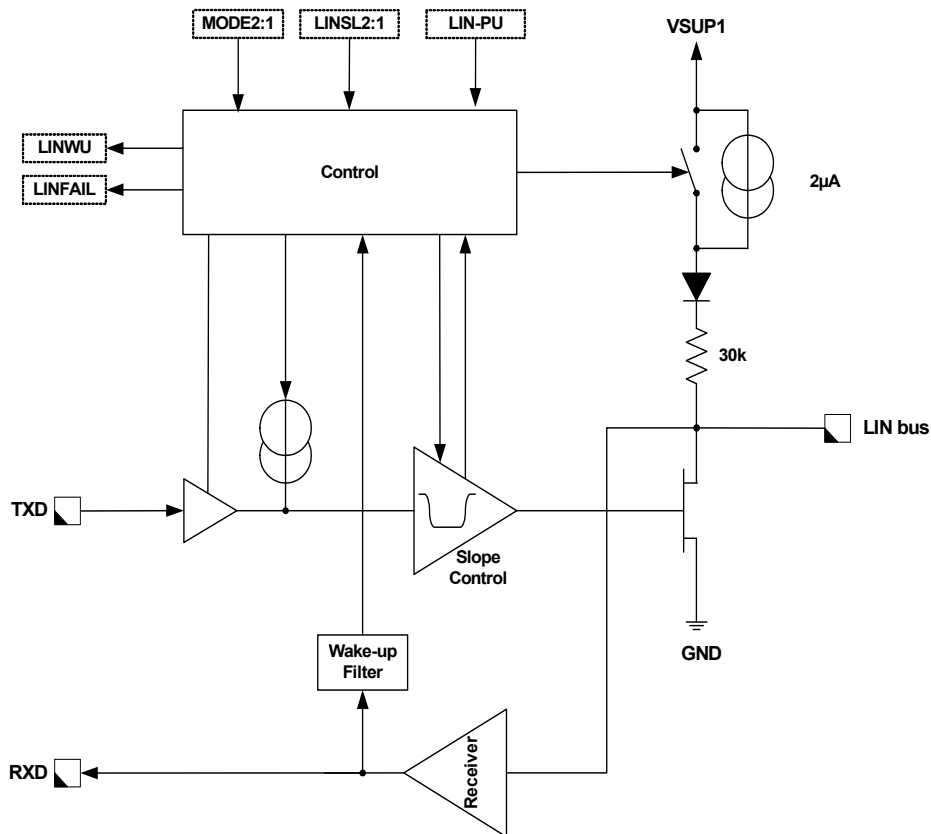 MODE2:1
LINSL2:1
LIN-PU
VSUP1
LINWU
LINFAIL
Control
2µA
30k
LIN bus
TXD
Slope
Control
GND
Wake-up
Filter
Receiver
RXD